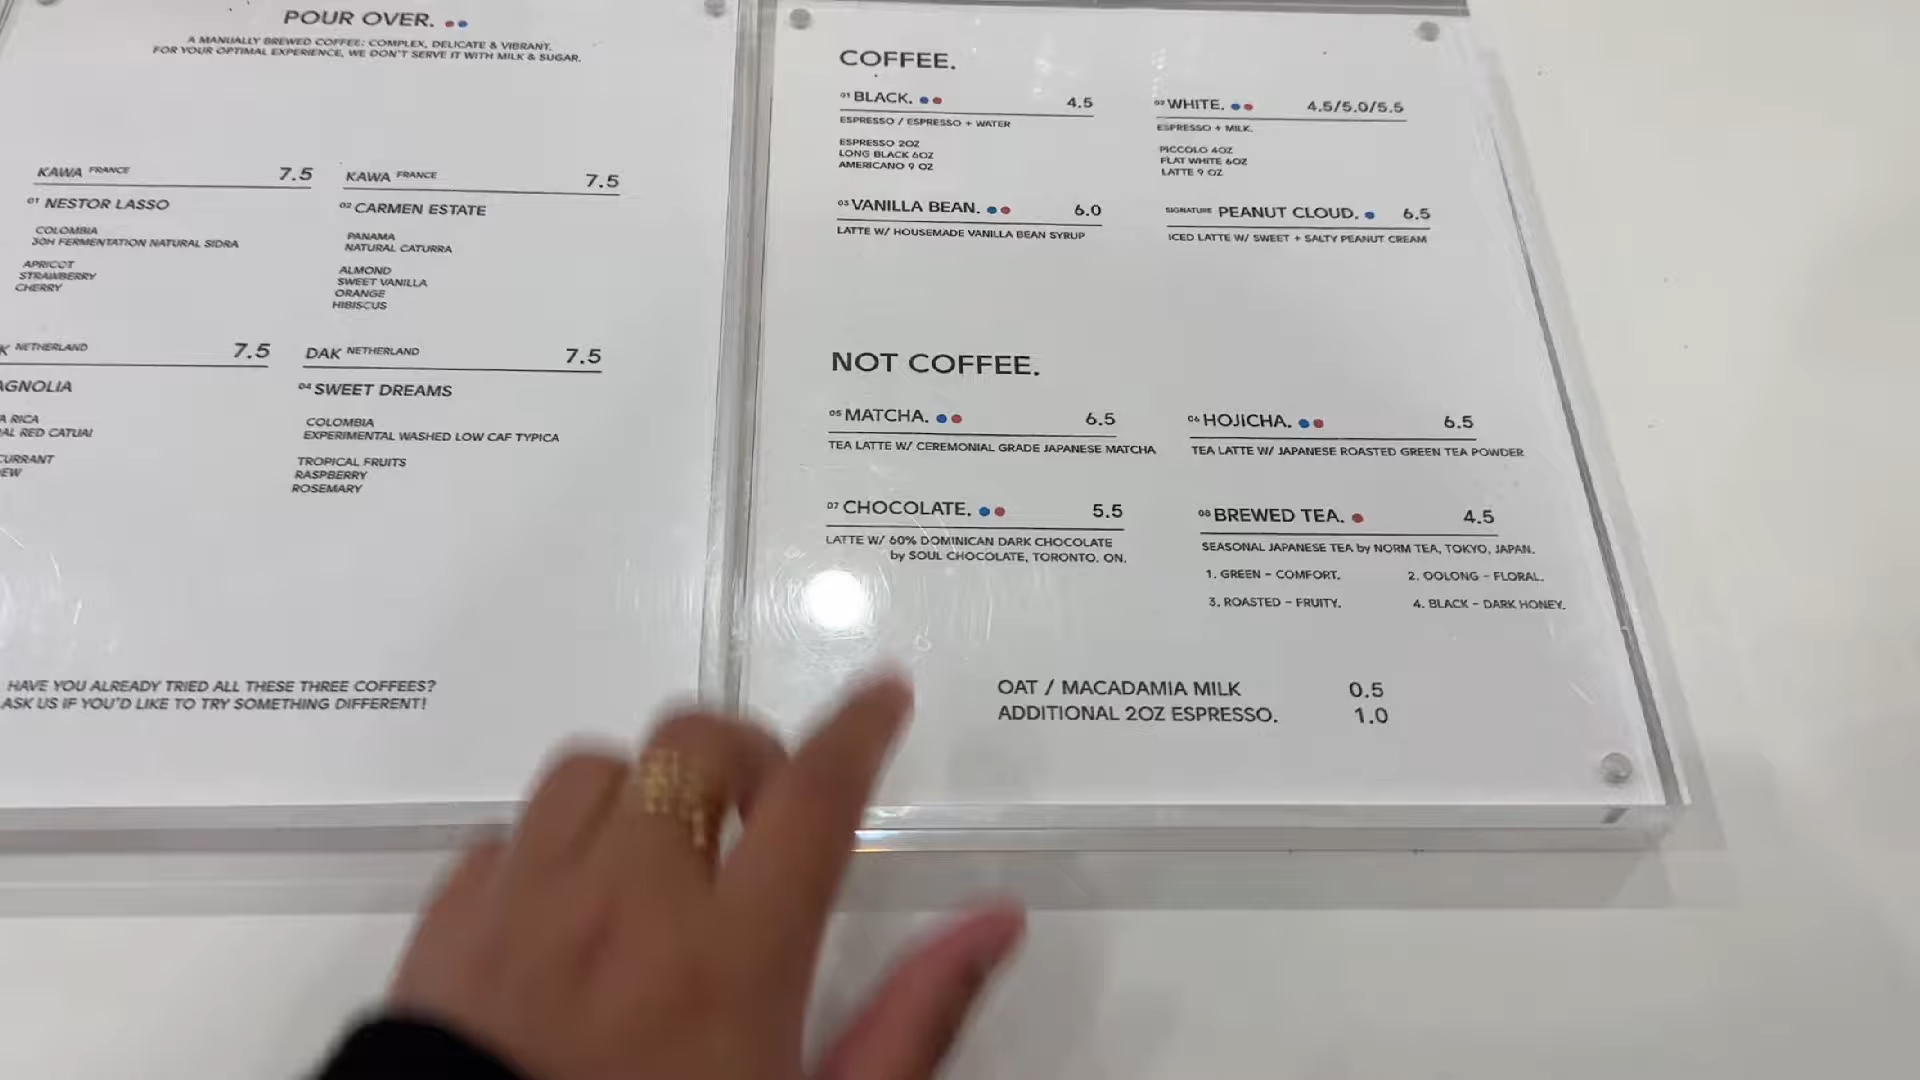 POUR OVER.
A MANUALLY BREWED COFFEE: COMPLEX, DELICATE & VIBRANT.
FOR YOUR OPTIMAL EXPERIENCE, WE DON'T SERVE IT WITH MILK & SUGAR.
KAWA FRANCE 7.5
01 NESTOR LASSO
COLOMBIA
30H FERMENTATION NATURAL SIDRA
APRICOT
STRAWBERRY
CHERRY
KAWA FRANCE 7.5
02 CARMEN ESTATE
PANAMA
NATURAL CATURRA
ALMOND
SWEET VANILLA
ORANGE
HIBISCUS
K NETHERLAND 7.5
AGNOLIA
A RICA
AL RED CATUAI
CURRANT
EW
DAK NETHERLAND 7.5
04 SWEET DREAMS
COLOMBIA
EXPERIMENTAL WASHED LOW CAF TYPICA
TROPICAL FRUITS
RASPBERRY
ROSEMARY
HAVE YOU ALREADY TRIED ALL THESE THREE COFFEES?
ASK US IF YOU'D LIKE TO TRY SOMETHING DIFFERENT!
COFFEE.
01 BLACK. 4.5
ESPRESSO / ESPRESSO + WATER
ESPRESSO 2OZ
LONG BLACK 6OZ
AMERICANO 9 OZ
02 WHITE. 4.5/5.0/5.5
ESPRESSO + MILK.
PICCOLO 4OZ
FLAT WHITE 6OZ
LATTE 9 OZ
03 VANILLA BEAN. 6.0
LATTE W/ HOUSEMADE VANILLA BEAN SYRUP
SIGNATURE PEANUT CLOUD. 6.5
ICED LATTE W/ SWEET + SALTY PEANUT CREAM
NOT COFFEE.
05 MATCHA. 6.5
TEA LATTE W/ CEREMONIAL GRADE JAPANESE MATCHA
06 HOJICHA. 6.5
TEA LATTE W/ JAPANESE ROASTED GREEN TEA POWDER
07 CHOCOLATE. 5.5
LATTE W/ 60% DOMINICAN DARK CHOCOLATE
by SOUL CHOCOLATE, TORONTO. ON.
08 BREWED TEA. 4.5
SEASONAL JAPANESE TEA by NORM TEA, TOKYO, JAPAN.
1. GREEN - COMFORT. 2. OOLONG - FLORAL.
3. ROASTED - FRUITY. 4. BLACK - DARK HONEY.
OAT / MACADAMIA MILK 0.5
ADDITIONAL 2OZ ESPRESSO. 1.0